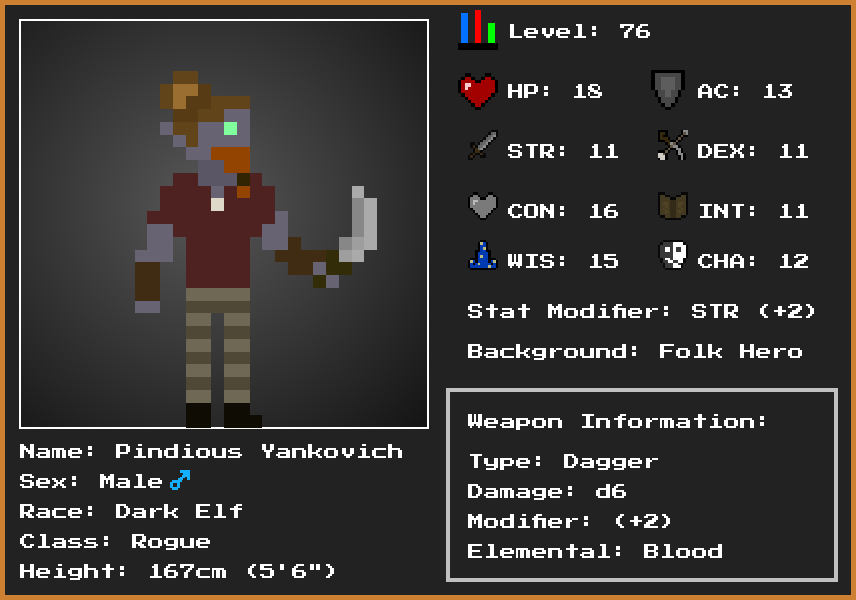 Level: 76
HP: 18 AC: 13
STR: 11 DEX: 11
CON: 16 INT: 11
WIS: 15 CHA: 12
Stat Modifier: STR (+2)
Background: Folk Hero
Weapon Information:
Type: Dagger
Damage: d6
Modifier: (+2)
Elemental: Blood
Name: Pindious Yankovich
Sex: Male♂
Race: Dark Elf
Class: Rogue
Height: 167cm (5'6")